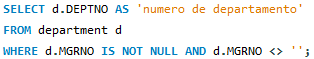 SELECT d.DEPTNO AS 'numero de departamento'
FROM department d
WHERE d.MGRNO IS NOT NULL AND d.MGRNO <> '';